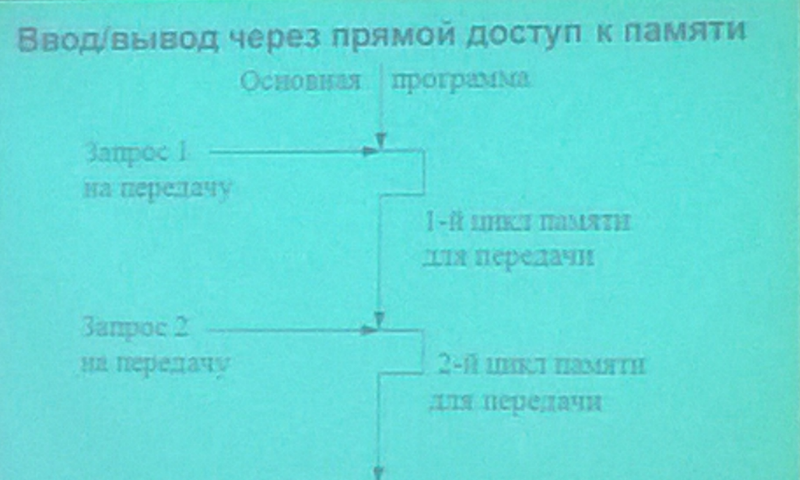 Ввод/вывод через прямой доступ к памяти
Основная программа
Запрос 1
на передачу
1-й цикл памяти
для передачи
Запрос 2
на передачу
2-й цикл памяти
для передачи